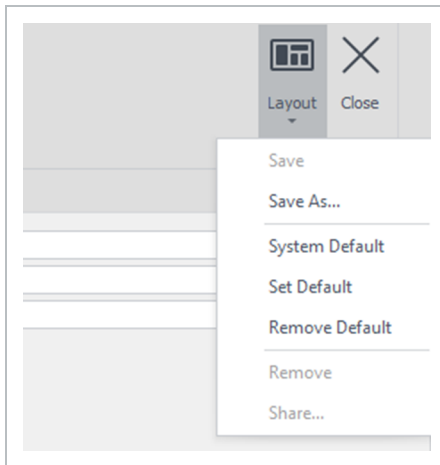 Layout
Close
Save
Save As...
System Default
Set Default
Remove Default
Remove
Share...